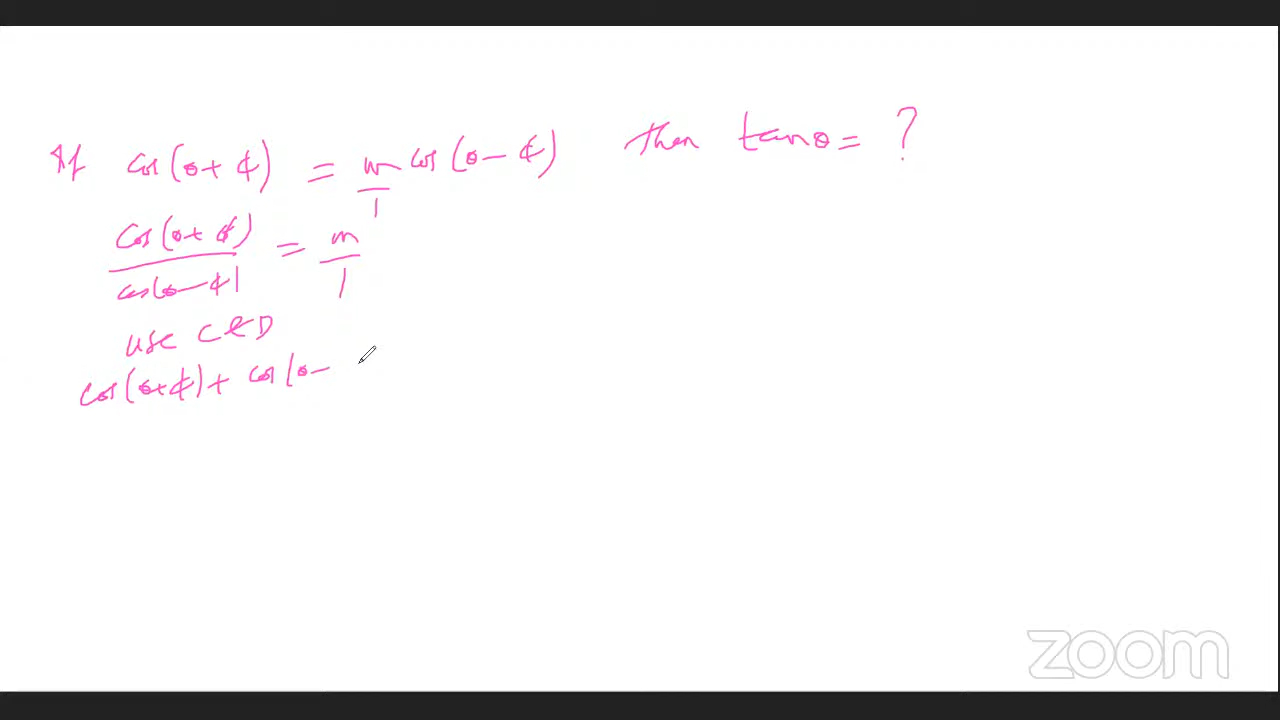 If cos(θ+ϕ) = m/1 cos(θ-ϕ) then tanθ = ?
cos(θ+ϕ)/cos(θ-ϕ) = m/1
use C&D
cos(θ+ϕ) + cos(θ-
zoom